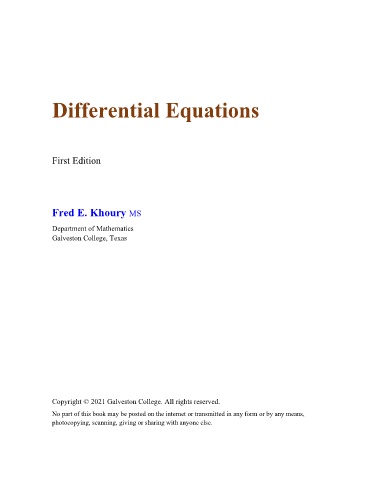 Differential Equations
First Edition
Fred E. Khoury MS
Department of Mathematics
Galveston College, Texas
Copyright © 2021 Galveston College. All rights reserved.
No part of this book may be posted on the internet or transmitted in any form or by any means,
photocopying, scanning, giving or sharing with anyone else.